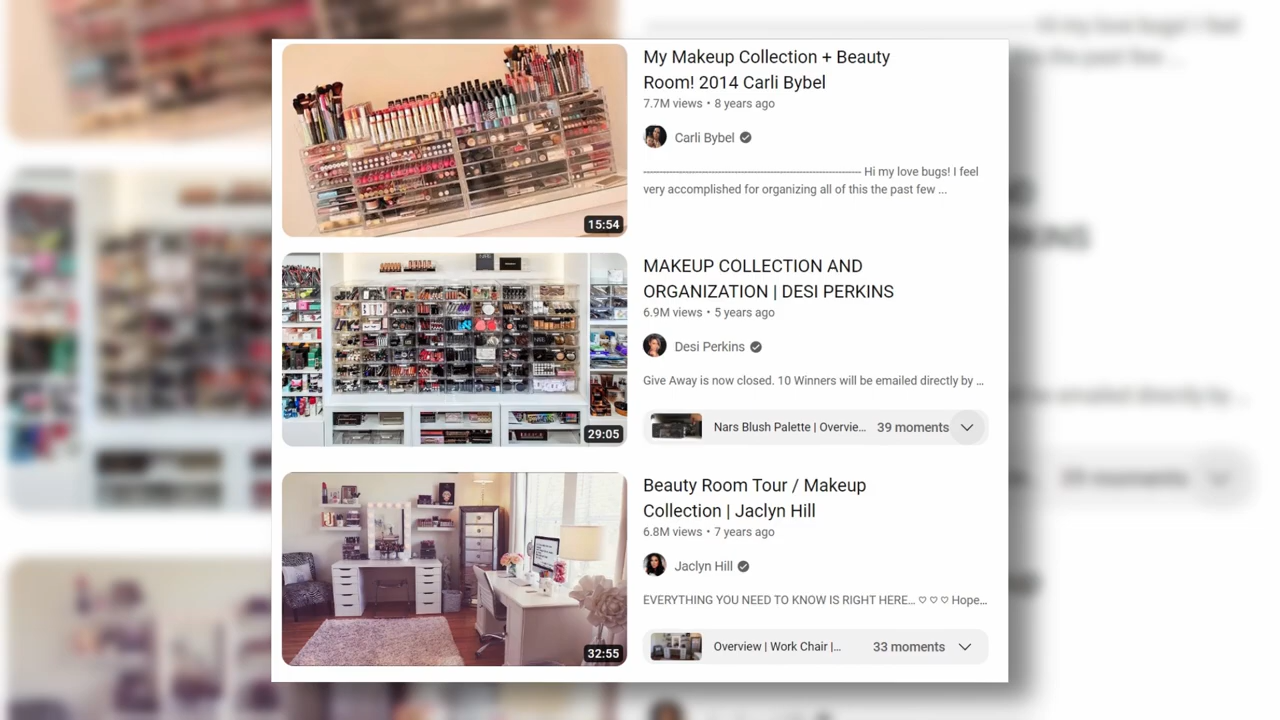 My Makeup Collection + Beauty
Room! 2014 Carli Bybel
7.7M views • 8 years ago
Carli Bybel
---------------------------------------------------------------------- Hi my love bugs! I feel
very accomplished for organizing all of this the past few ...
15:54
MAKEUP COLLECTION AND
ORGANIZATION | DESI PERKINS
6.9M views • 5 years ago
Desi Perkins
Give Away is now closed. 10 Winners will be emailed directly by ...
Nars Blush Palette | Overvie... 39 moments
29:05
Beauty Room Tour / Makeup
Collection | Jaclyn Hill
6.8M views • 7 years ago
Jaclyn Hill
EVERYTHING YOU NEED TO KNOW IS RIGHT HERE... ♡ ♡ ♡ Hope...
Overview | Work Chair |... 33 moments
32:55